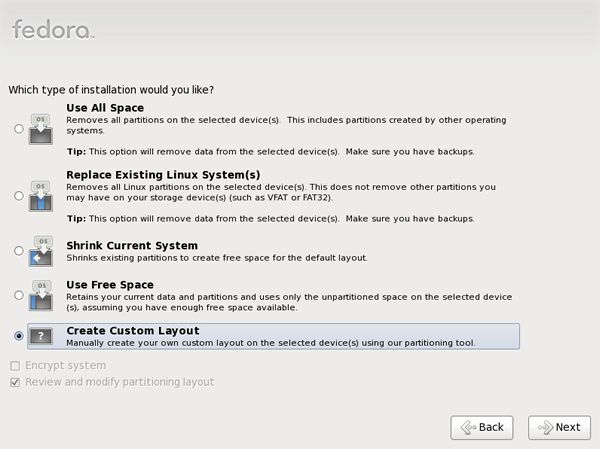 fedora
Which type of installation would you like?
Use All Space
Removes all partitions on the selected device(s). This includes partitions created by other operating
systems.
Tip: This option will remove data from the selected device(s). Make sure you have backups.
Replace Existing Linux System(s)
Removes all Linux partitions on the selected device(s). This does not remove other partitions you
may have on your storage device(s) (such as VFAT or FAT32).
Tip: This option will remove data from the selected device(s). Make sure you have backups.
Shrink Current System
Shrinks existing partitions to create free space for the default layout.
Use Free Space
Retains your current data and partitions and uses only the unpartitioned space on the selected device
(s), assuming you have enough free space available.
Create Custom Layout
Manually create your own custom layout on the selected device(s) using our partitioning tool.
Encrypt system
Review and modify partitioning layout
Back
Next
OS
OS
OS
OS
?